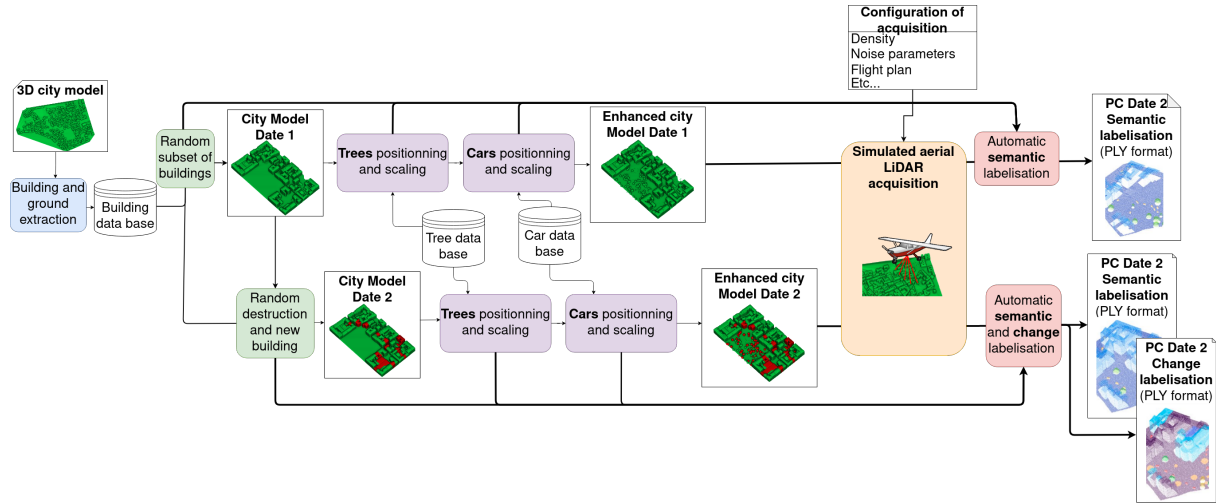 3D city model
Building and
ground
extraction
Building
data base
Random
subset of
buildings
City Model
Date 1
Trees positionning
and scaling
Cars positionning
and scaling
Enhanced city
Model Date 1
Configuration of
acquisition
Density
Noise parameters
Flight plan
Etc...
Simulated aerial
LiDAR
acquisition
Automatic
semantic
labelisation
PC Date 2
Semantic
labelisation
(PLY format)
Tree data
base
Car data
base
Random
destruction
and new
building
City Model
Date 2
Trees positionning
and scaling
Cars positionning
and scaling
Enhanced city
Model Date 2
Automatic
semantic
and change
labelisation
PC Date 2
Semantic
labelisation
(PLY format)
PC Date 2
Change
labelisation
(PLY format)